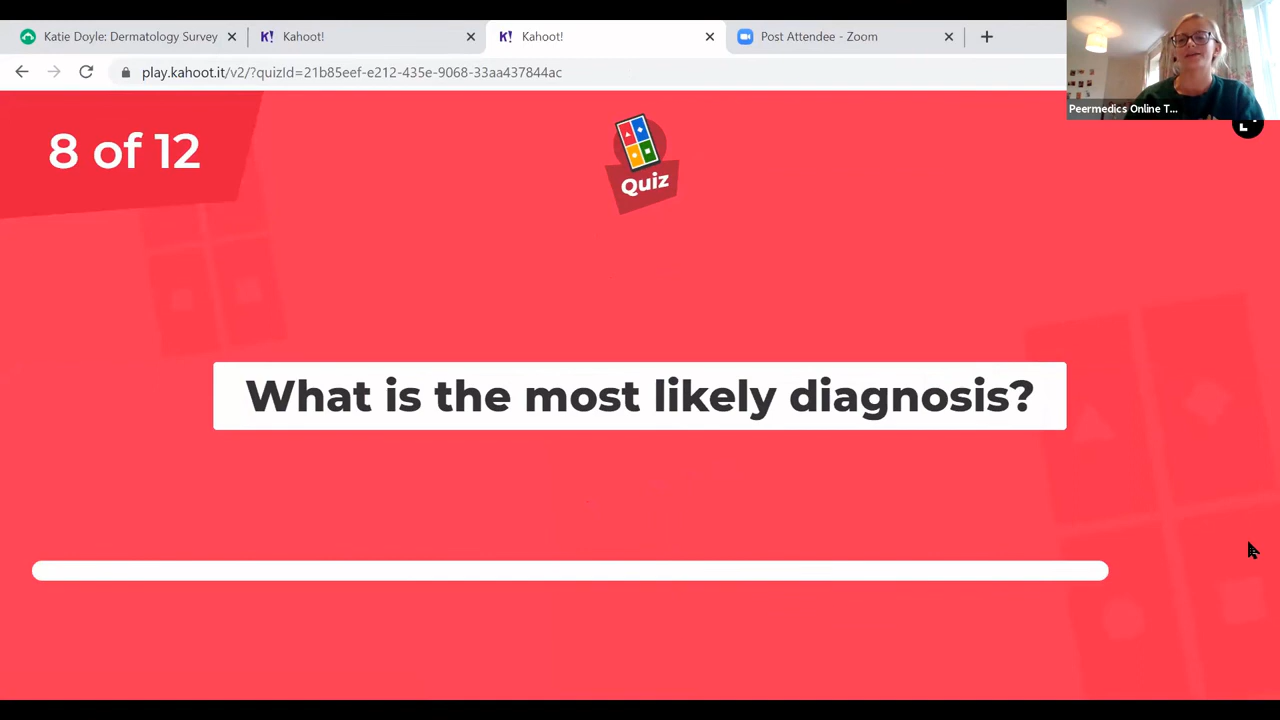 Katie Doyle: Dermatology Survey
K! Kahoot!
K! Kahoot!
Post Attendee - Zoom
play.kahoot.it/v2/?quizId=21b85eef-e212-435e-9068-33aa437844ac
Peermedics Online T...
8 of 12
Quiz
What is the most likely diagnosis?